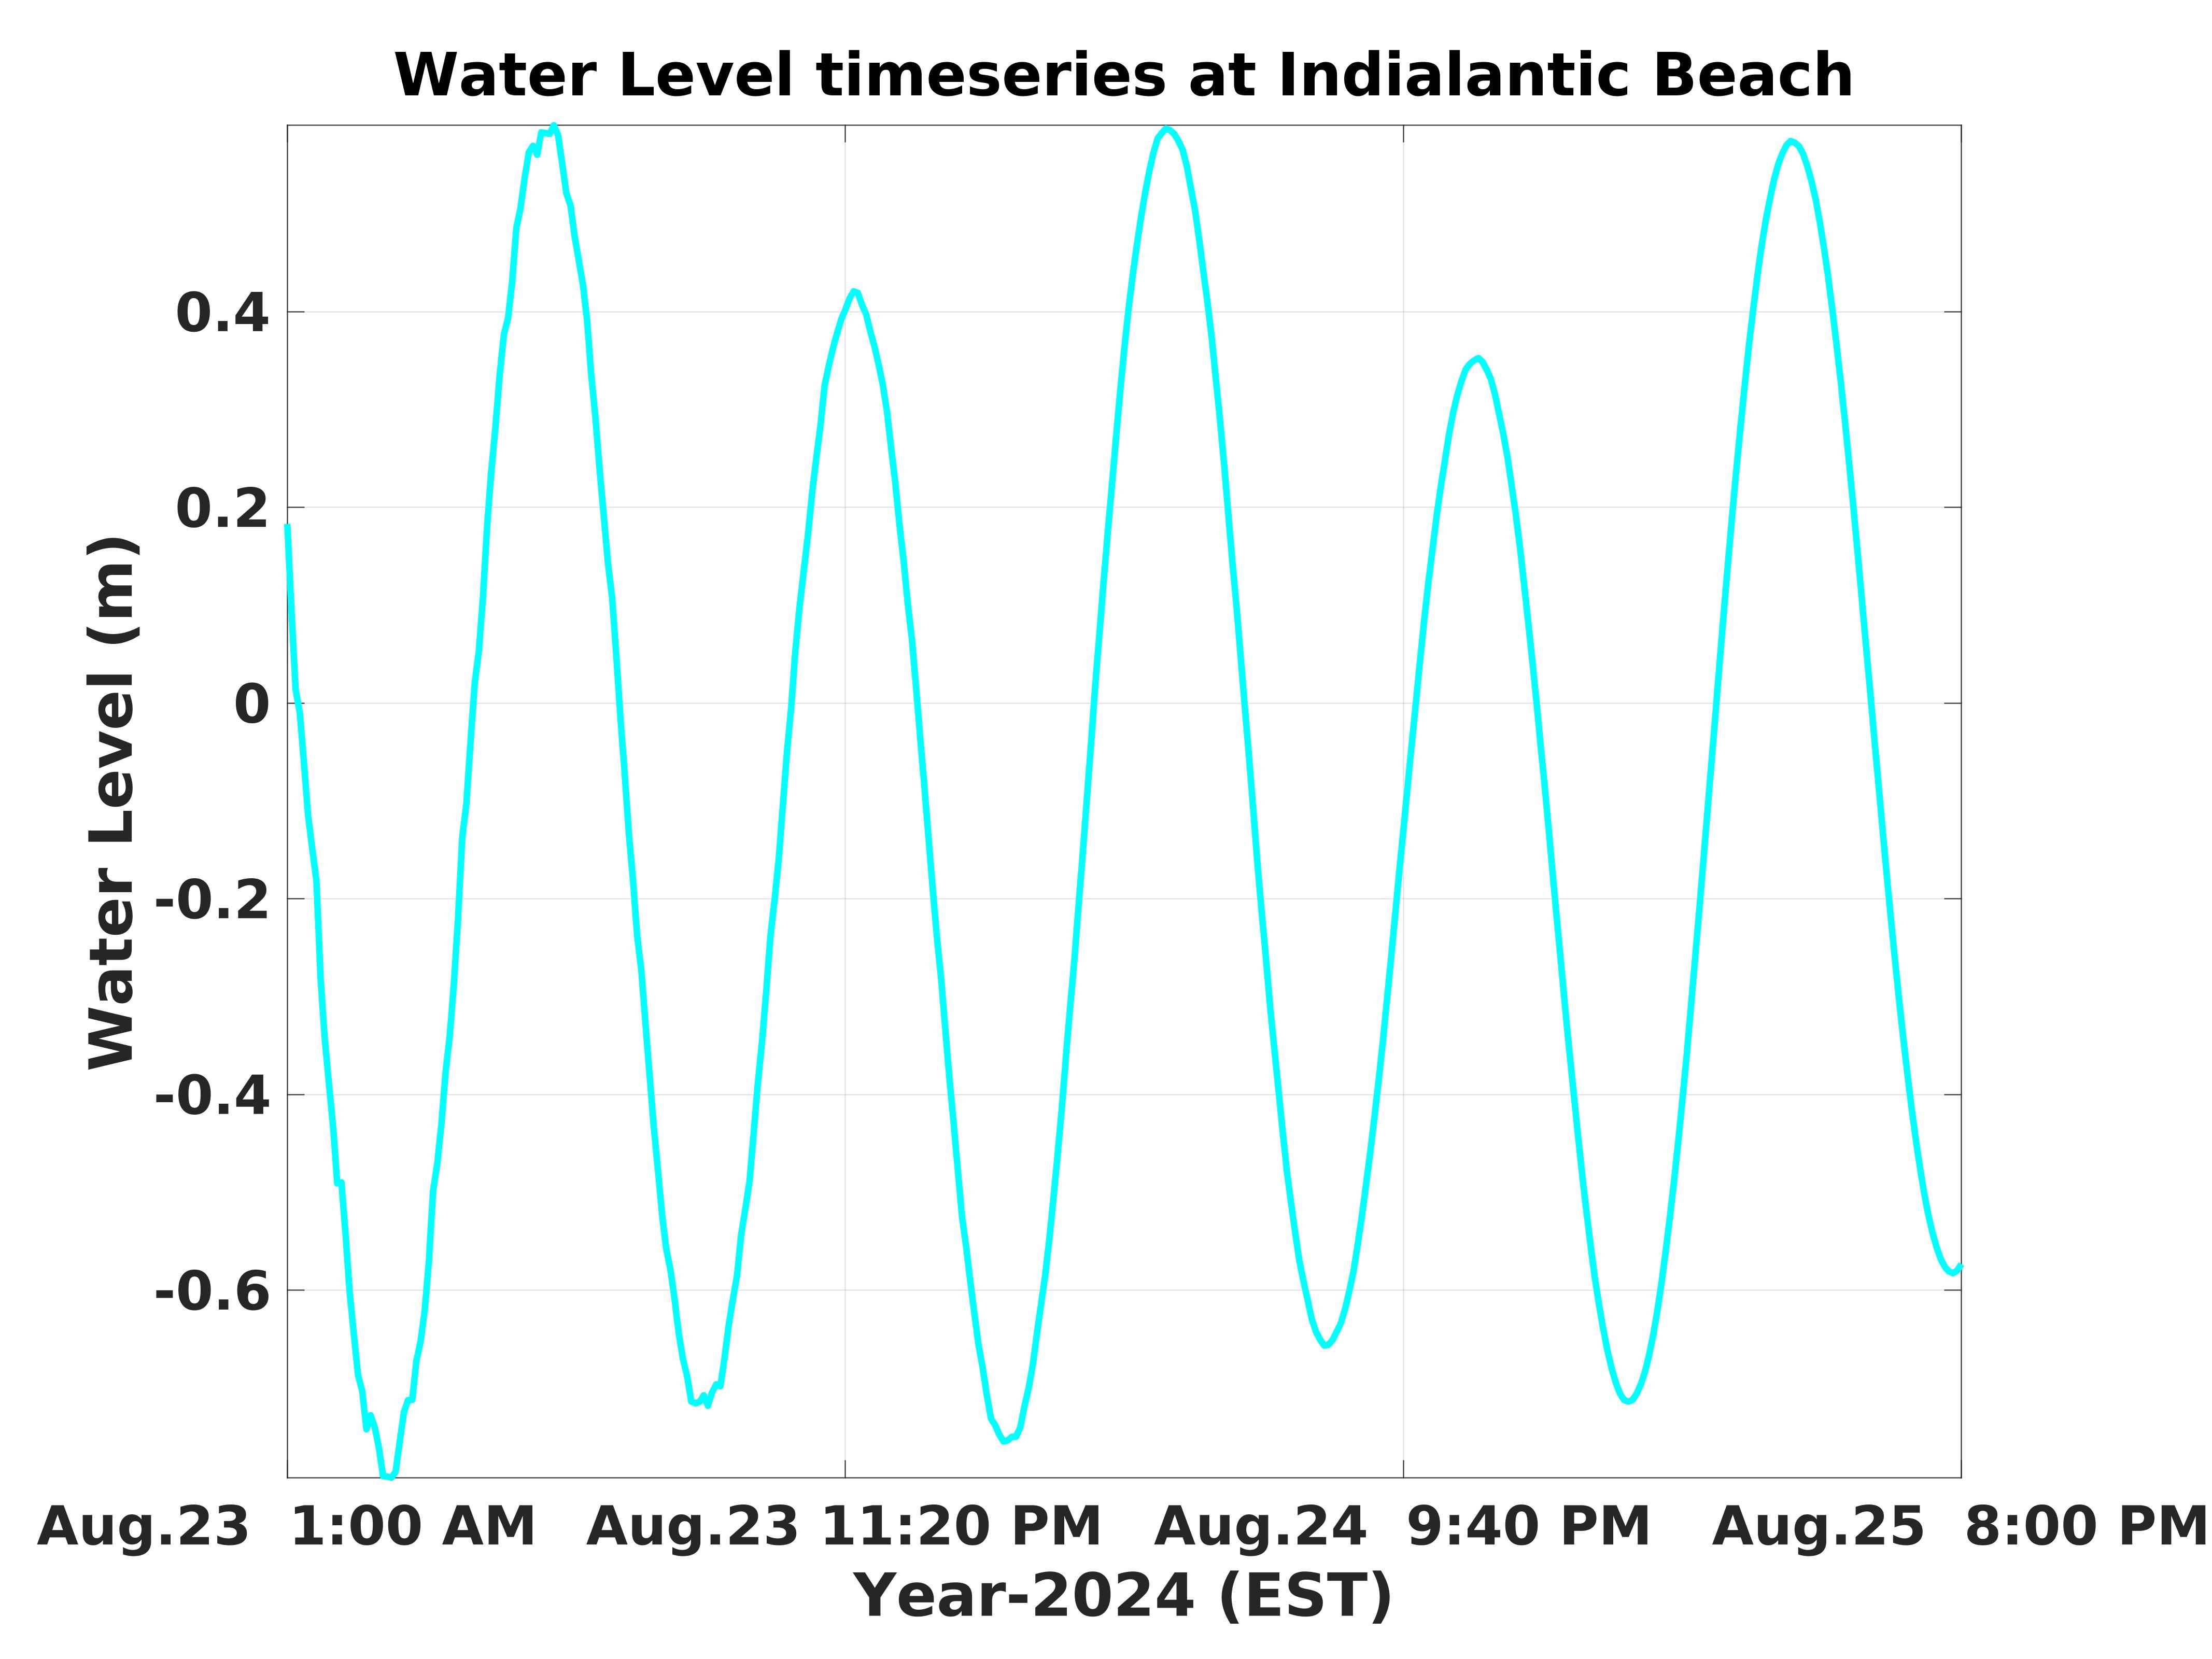 Water Level timeseries at Indialantic Beach
Water Level (m)
0.4
0.2
0
-0.2
-0.4
-0.6
Aug.23 1:00 AM Aug.23 11:20 PM Aug.24 9:40 PM Aug.25 8:00 PM
Year-2024 (EST)